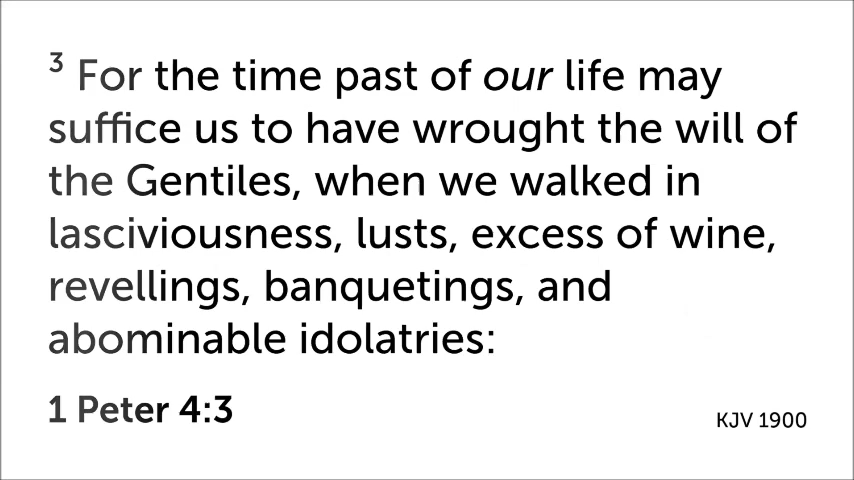 3 For the time past of our life may
suffice us to have wrought the will of
the Gentiles, when we walked in
lasciviousness, lusts, excess of wine,
revellings, banquetings, and
abominable idolatries:
1 Peter 4:3
KJV 1900